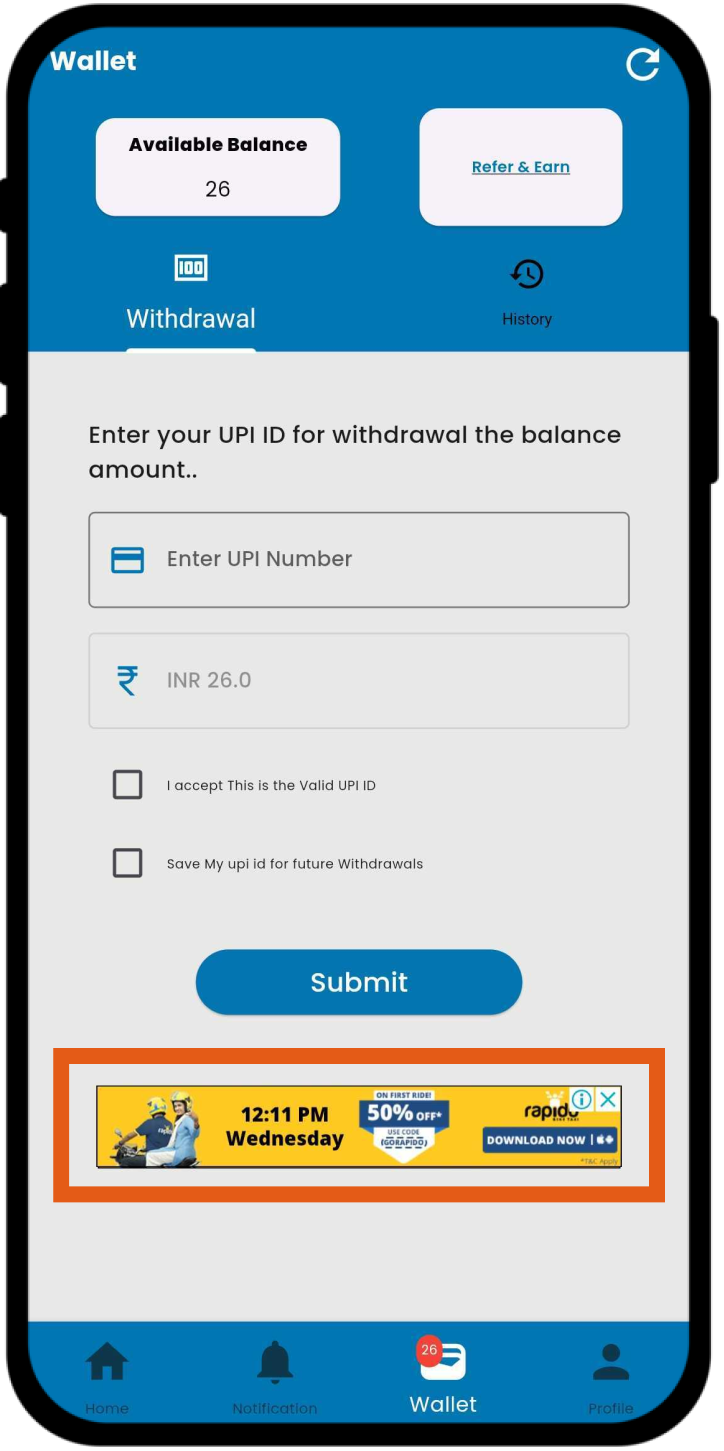 Wallet
Available Balance
26
Refer & Earn
100
Withdrawal
History
Enter your UPI ID for withdrawal the balance
amount..
Enter UPI Number
₹ INR 26.0
I accept This is the Valid UPI ID
Save My upi id for future Withdrawals
Submit
12:11 PM
Wednesday
ON FIRST RIDE!
50% OFF*
USE CODE
(GORAPIDO)
rapido
DOWNLOAD NOW
*T&C Apply
26
Home
Notification
Wallet
Profile